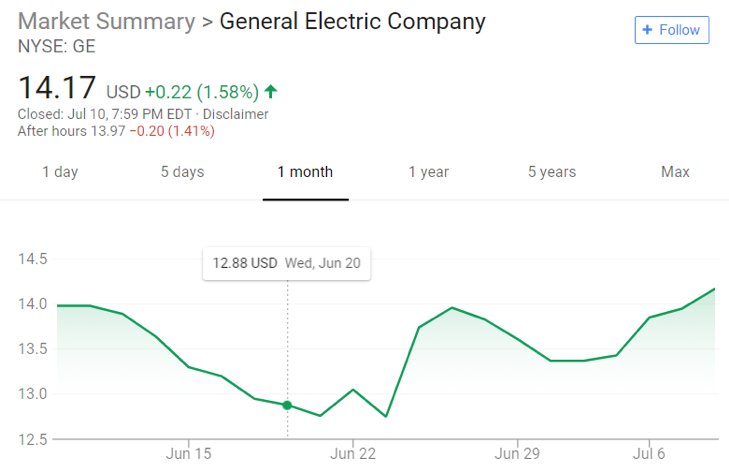 Market Summary > General Electric Company
NYSE: GE
+ Follow
14.17 USD +0.22 (1.58%)
Closed: Jul 10, 7:59 PM EDT · Disclaimer
After hours 13.97 −0.20 (1.41%)
1 day 5 days 1 month 1 year 5 years Max
12.88 USD Wed, Jun 20
14.5
14.0
13.5
13.0
12.5
Jun 15 Jun 22 Jun 29 Jul 6